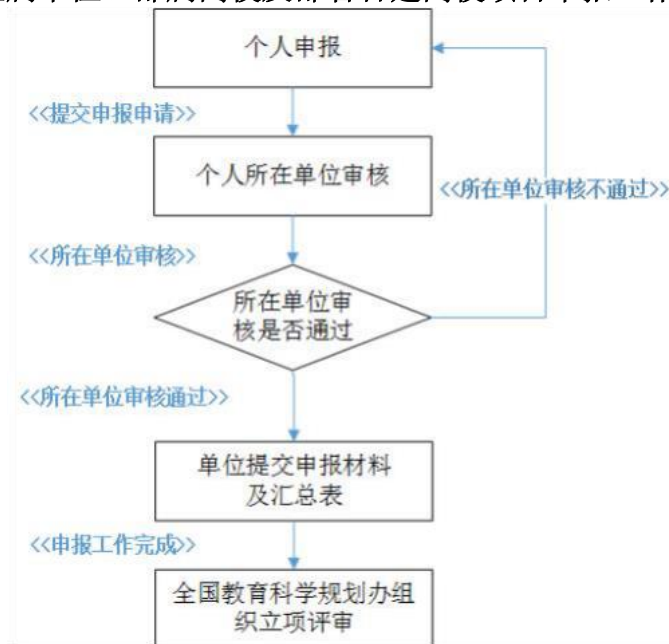 个人申报
<<提交申报申请>>
个人所在单位审核
<<所在单位审核不通过>>
<<所在单位审核>>
所在单位审
核是否通过
<<所在单位审核通过>>
单位提交申报材料
及汇总表
<<申报工作完成>>
全国教育科学规划办组
织立项评审